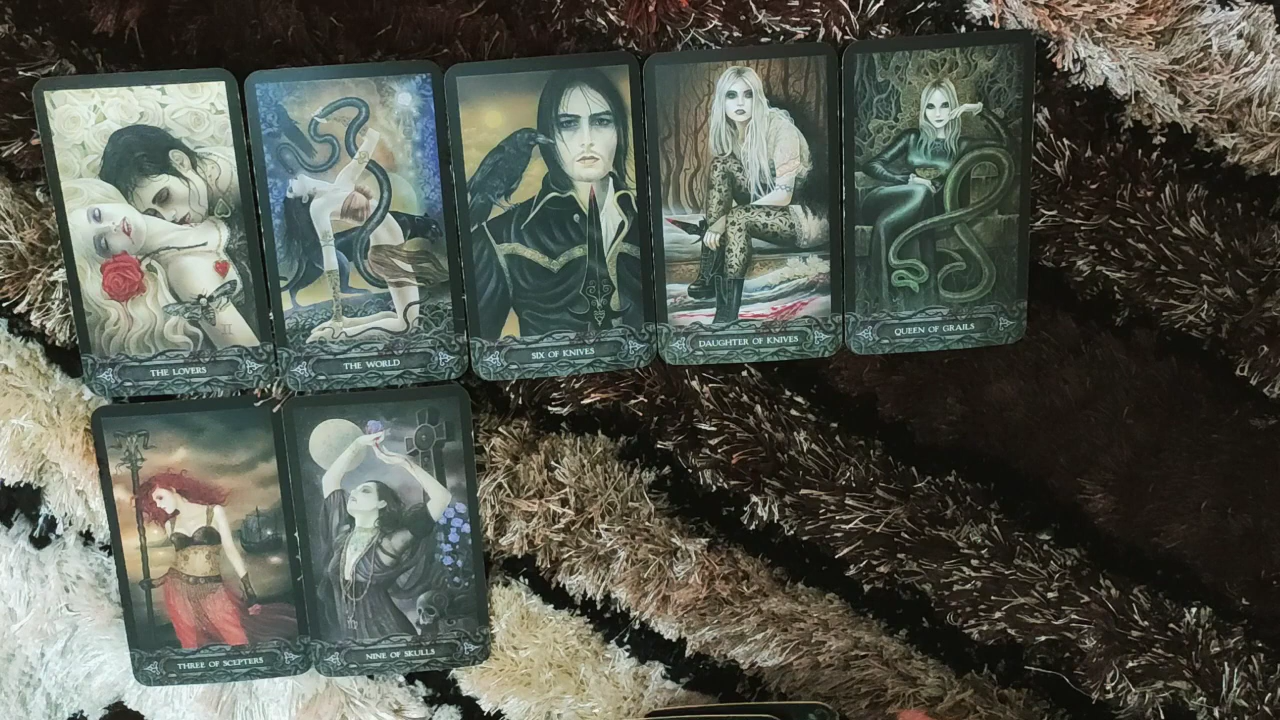 THE LOVERS
THE WORLD
SIX OF KNIVES
DAUGHTER OF KNIVES
QUEEN OF GRAILS
THREE OF SCEPTERS
NINE OF SKULLS